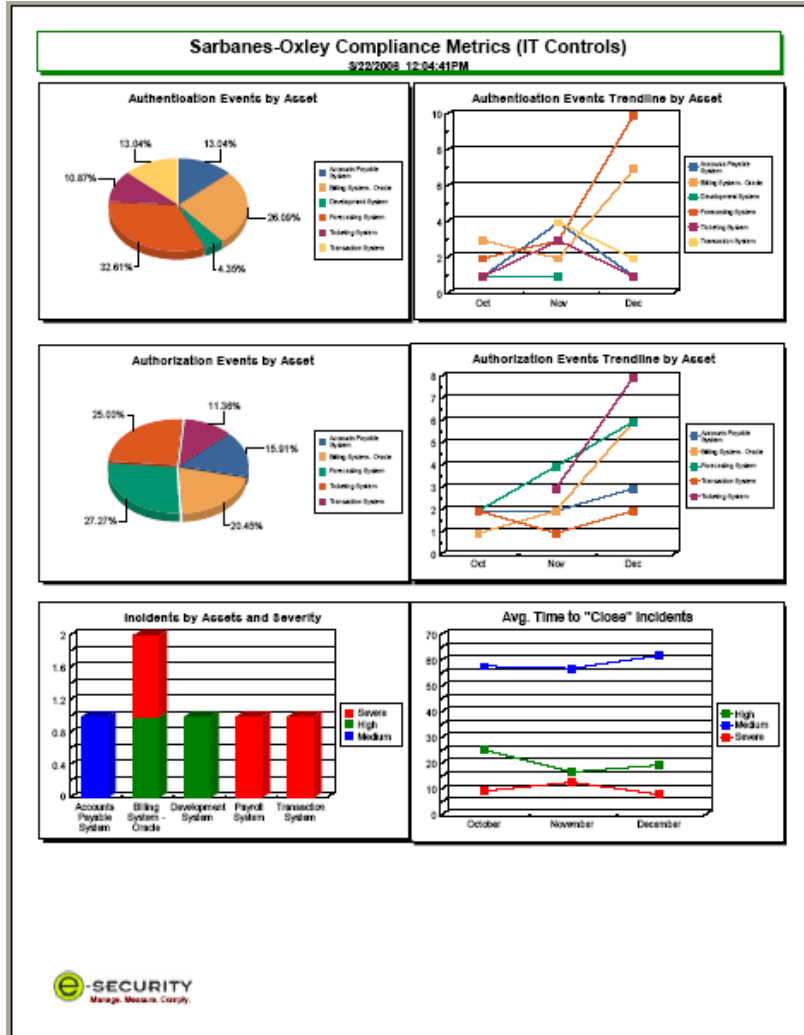 Sarbanes-Oxley Compliance Metrics (IT Controls)
3/22/2006 12:04:41PM
Authentication Events by Asset
13.04%
13.04%
10.87%
26.09%
32.61%
4.35%
Accounts Payable
System
Billing System - Oracle
Development System
Forecasting System
Ticketing System
Transaction System
Authentication Events Trendline by Asset
10
8
6
4
2
0
Oct
Nov
Dec
Accounts Payable
System
Billing System - Oracle
Development System
Forecasting System
Ticketing System
Transaction System
Authorization Events by Asset
11.36%
25.00%
15.91%
27.27%
20.45%
Accounts Payable
System
Billing System - Oracle
Forecasting System
Ticketing System
Transaction System
Authorization Events Trendline by Asset
8
7
6
5
4
3
2
1
0
Oct
Nov
Dec
Accounts Payable
System
Billing System - Oracle
Forecasting System
Transaction System
Ticketing System
Incidents by Assets and Severity
2
1.6
1.2
0.8
0.4
0
Accounts
Payable
System
Billing
System -
Oracle
Development
System
Payroll
System
Transaction
System
Severe
High
Medium
Avg. Time to "Close" Incidents
70
60
50
40
30
20
10
0
October
November
December
High
Medium
Severe
e-SECURITY
Manage. Measure. Comply.